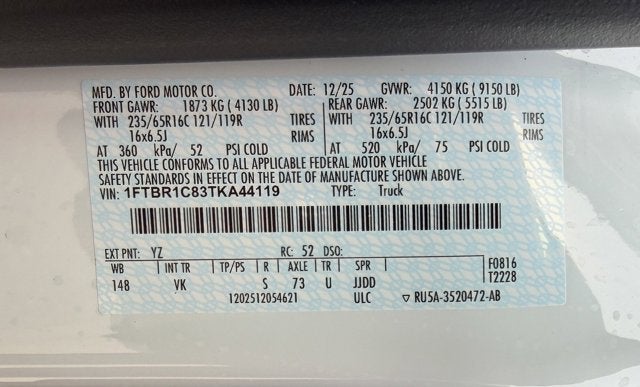 MFD. BY FORD MOTOR CO. DATE: 12/25 GVWR: 4150 KG ( 9150 LB)
FRONT GAWR: 1873 KG ( 4130 LB) REAR GAWR: 2502 KG ( 5515 LB)
WITH 235/65R16C 121/119R TIRES WITH 235/65R16C 121/119R TIRES
16x6.5J RIMS 16x6.5J RIMS
AT 360 kPa/ 52 PSI COLD AT 520 kPa/ 75 PSI COLD
THIS VEHICLE CONFORMS TO ALL APPLICABLE FEDERAL MOTOR VEHICLE
SAFETY STANDARDS IN EFFECT ON THE DATE OF MANUFACTURE SHOWN ABOVE.
VIN: 1FTBR1C83TKA44119 TYPE: Truck
EXT PNT: YZ RC: 52 DSO:
WB INT TR TP/PS R AXLE TR SPR F0816
148 VK S 73 U JJDD T2228
1202512054621 ULC ▽ RU5A-3520472-AB